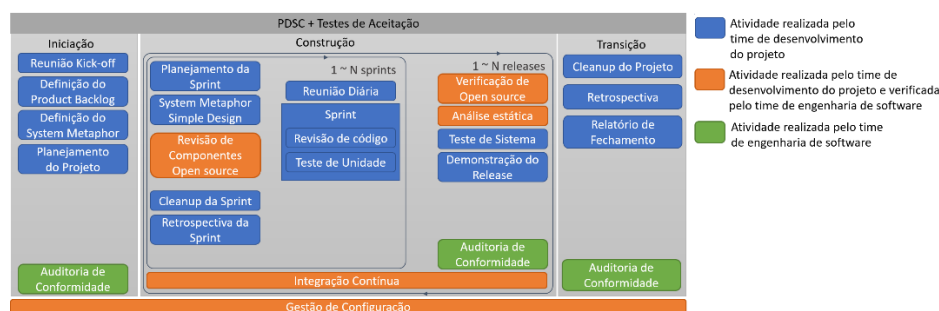 PDSC + Testes de Aceitação
Iniciação
Reunião Kick-off
Definição do
Product Backlog
Definição do
System Metaphor
Planejamento
do Projeto
Auditoria de
Conformidade
Construção
1 ~ N sprints
Planejamento da
Sprint
System Metaphor
Simple Design
Revisão de
Componentes
Open source
Cleanup da Sprint
Retrospectiva da
Sprint
Reunião Diária
Sprint
Revisão de código
Teste de Unidade
1 ~ N releases
Verificação de
Open source
Análise estática
Teste de Sistema
Demonstração do
Release
Auditoria de
Conformidade
Integração Contínua
Transição
Cleanup do Projeto
Retrospectiva
Relatório de
Fechamento
Auditoria de
Conformidade
Gestão de Configuração
Atividade realizada pelo
time de desenvolvimento
do projeto
Atividade realizada pelo time de
desenvolvimento do projeto e verificada
pelo time de engenharia de software
Atividade realizada pelo time
de engenharia de software